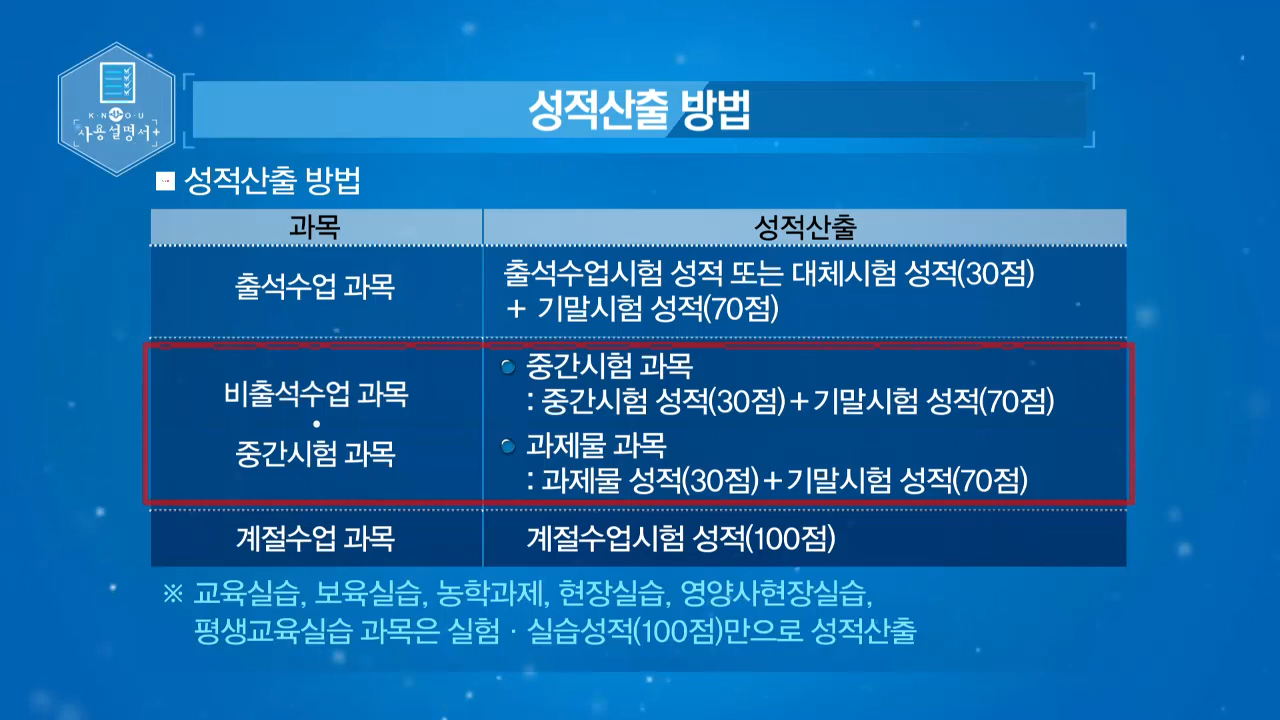 K·N·O·U
사용설명서+
성적산출 방법
성적산출 방법
과목
성적산출
출석수업 과목
출석수업시험 성적 또는 대체시험 성적(30점)
+ 기말시험 성적(70점)
비출석수업 과목
·
중간시험 과목
중간시험 과목
: 중간시험 성적(30점)+기말시험 성적(70점)
과제물 과목
: 과제물 성적(30점)+기말시험 성적(70점)
계절수업 과목
계절수업시험 성적(100점)
※ 교육실습, 보육실습, 농학과제, 현장실습, 영양사현장실습,
평생교육실습 과목은 실험 · 실습성적(100점)만으로 성적산출